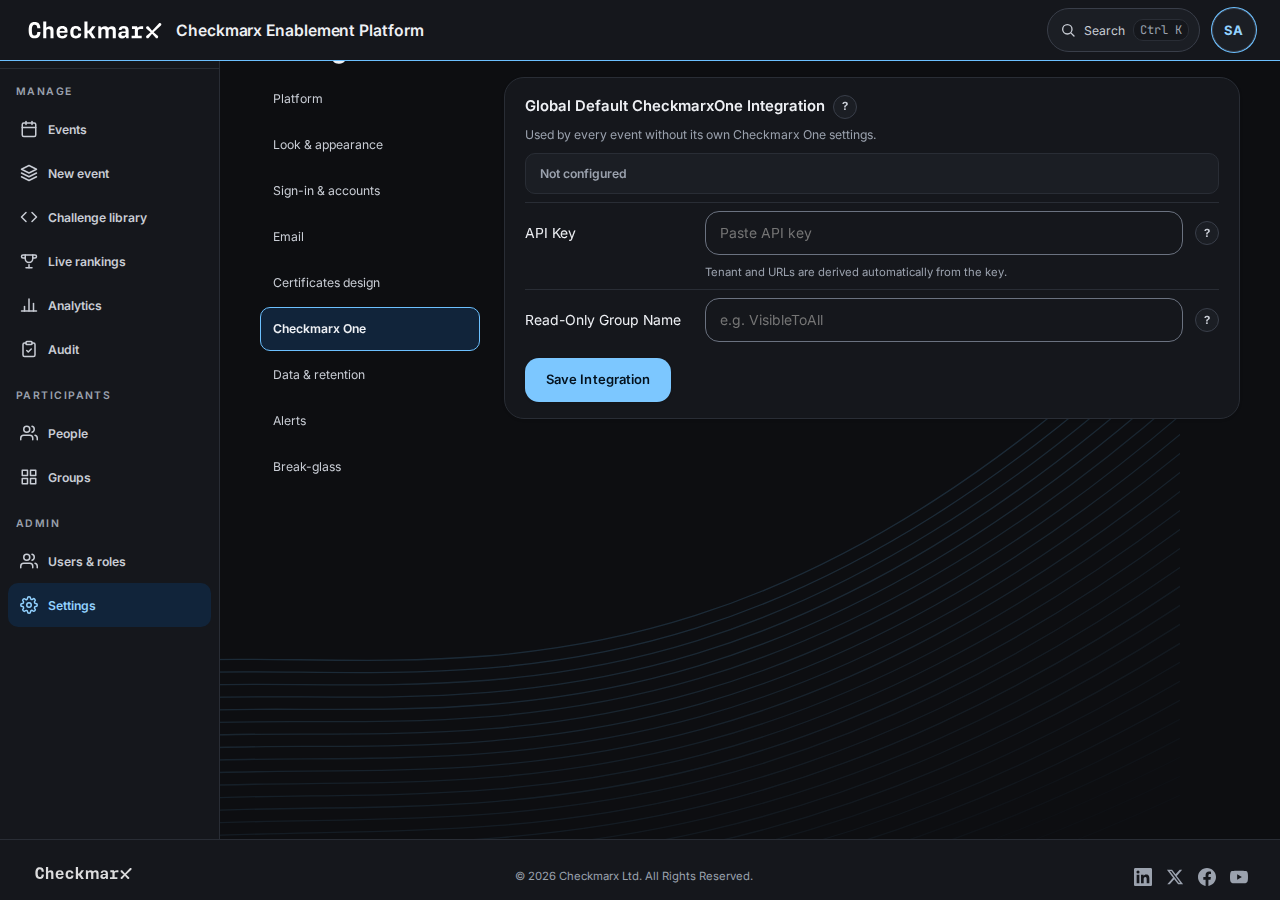 Checkmarx Checkmarx Enablement Platform Search Ctrl K SA
MANAGE
Events
New event
Challenge library
Live rankings
Analytics
Audit
PARTICIPANTS
People
Groups
ADMIN
Users & roles
Settings
Platform
Look & appearance
Sign-in & accounts
Email
Certificates design
Checkmarx One
Data & retention
Alerts
Break-glass
Global Default CheckmarxOne Integration ?
Used by every event without its own Checkmarx One settings.
Not configured
API Key Paste API key ?
Tenant and URLs are derived automatically from the key.
Read-Only Group Name e.g. VisibleToAll ?
Save Integration
Checkmarx © 2026 Checkmarx Ltd. All Rights Reserved.